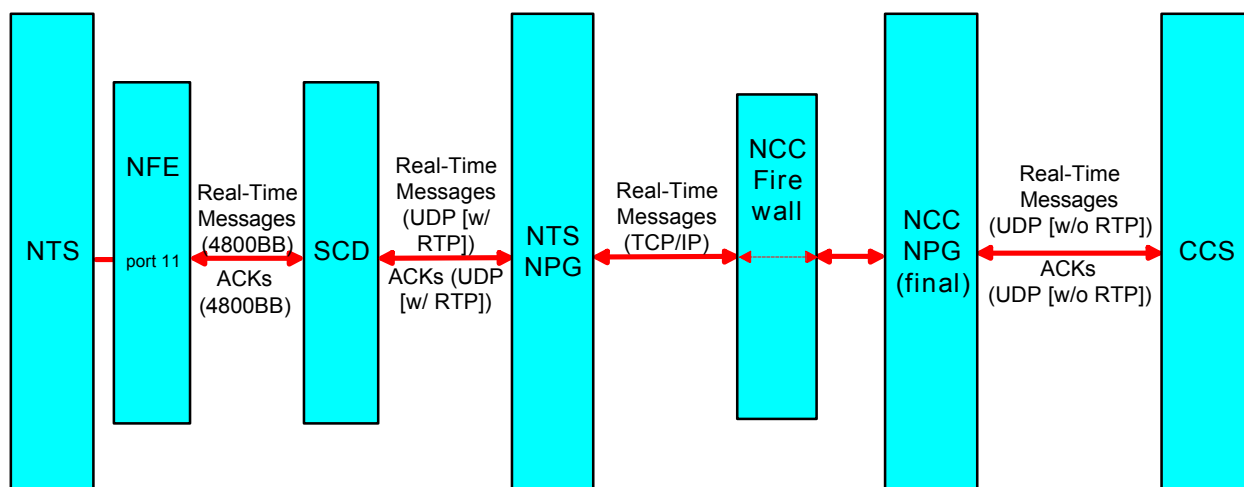 NTS
NFE
port 11
Real-Time
Messages
(4800BB)
ACKs
(4800BB)
SCD
Real-Time
Messages
(UDP [w/
RTP])
ACKs (UDP
[w/ RTP])
NTS
NPG
Real-Time
Messages
(TCP/IP)
NCC
Fire
wall
NCC
NPG
(final)
Real-Time
Messages
(UDP [w/o RTP])
ACKs
(UDP [w/o RTP])
CCS